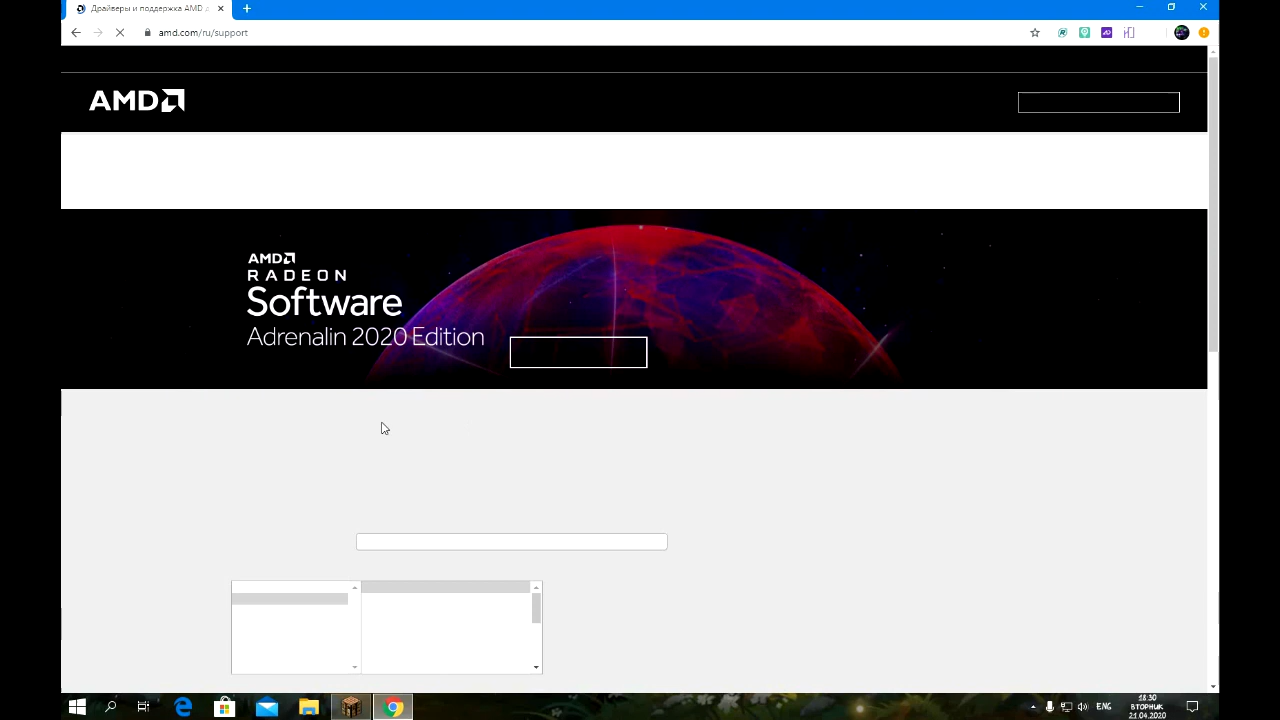 Драйверы и поддержка AMD д
amd.com/ru/support
AMD
AMD
RADEON
Software
Adrenalin 2020 Edition
ENG
18:30
вторник
21.04.2020